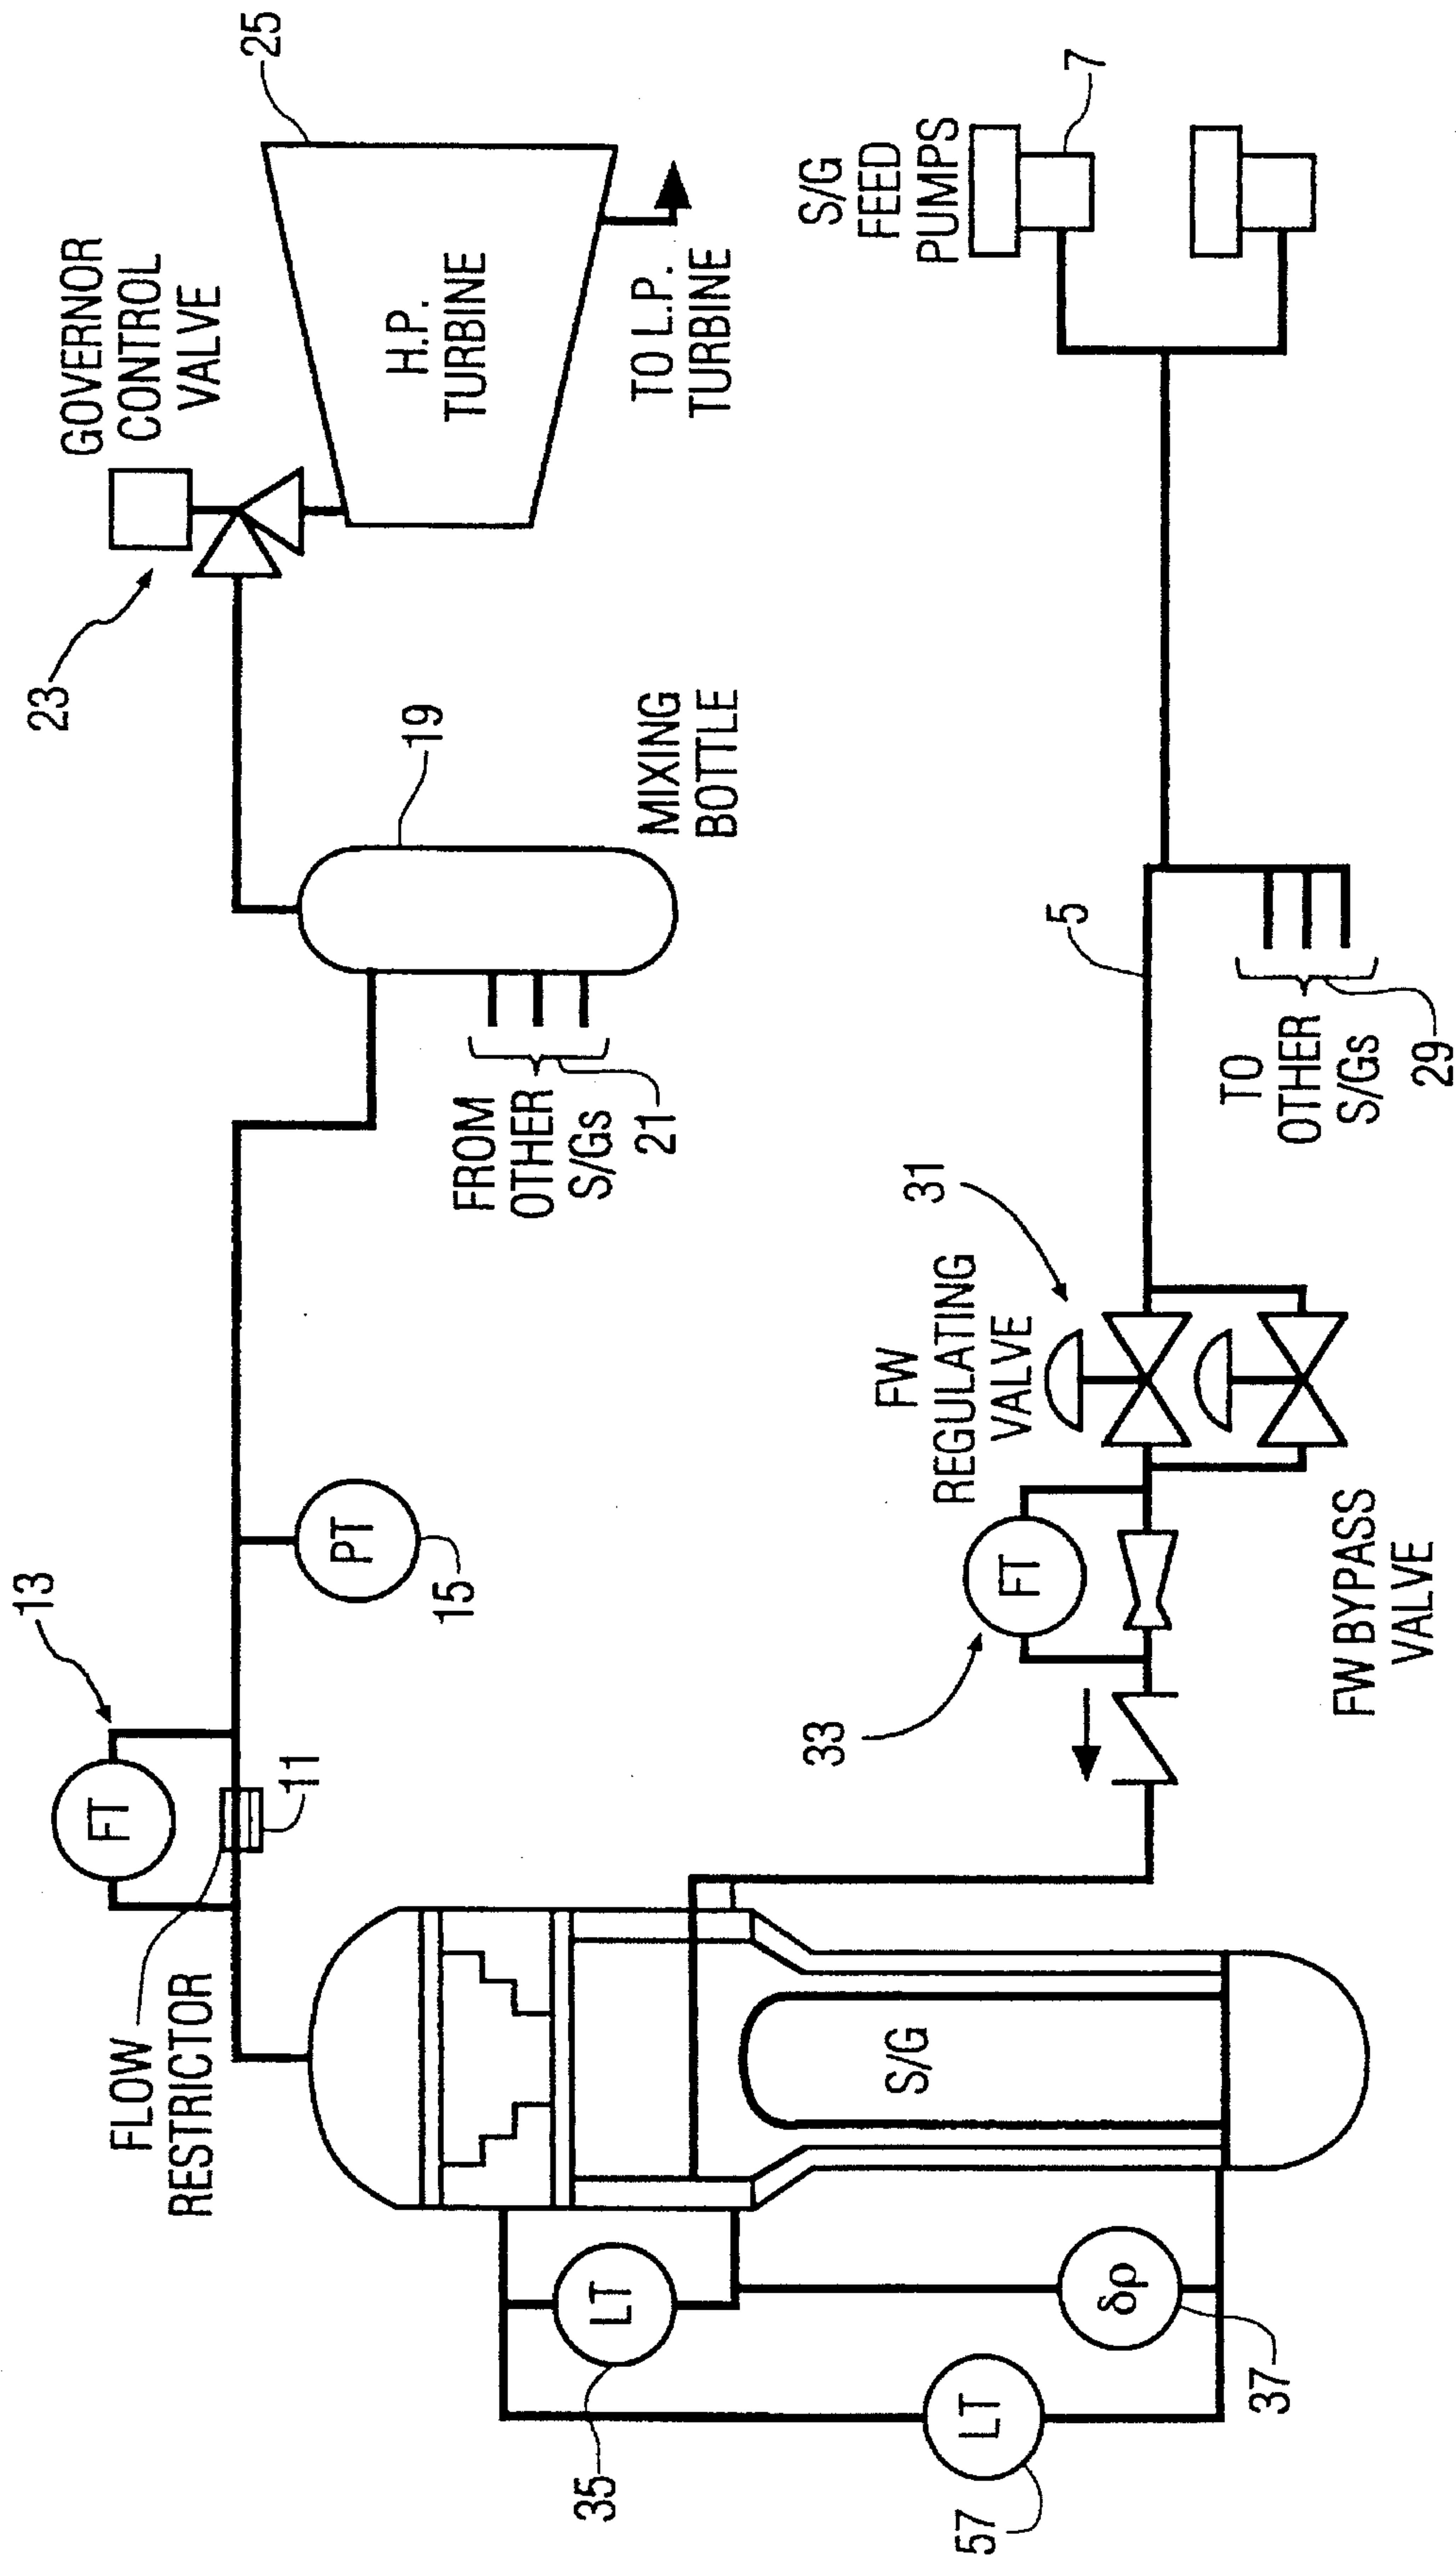 FLOW
RESTRICTOR
FT
13
11
PT
15
23
GOVERNOR
CONTROL
VALVE
25
H.P.
TURBINE
TO L.P.
TURBINE
19
MIXING
BOTTLE
FROM
OTHER
S/Gs
21
S/G
LT
35
LT
57
δρ
37
33
FT
FW
REGULATING
VALVE
31
FW BYPASS
VALVE
5
TO
OTHER
S/Gs
29
S/G
FEED
PUMPS
7